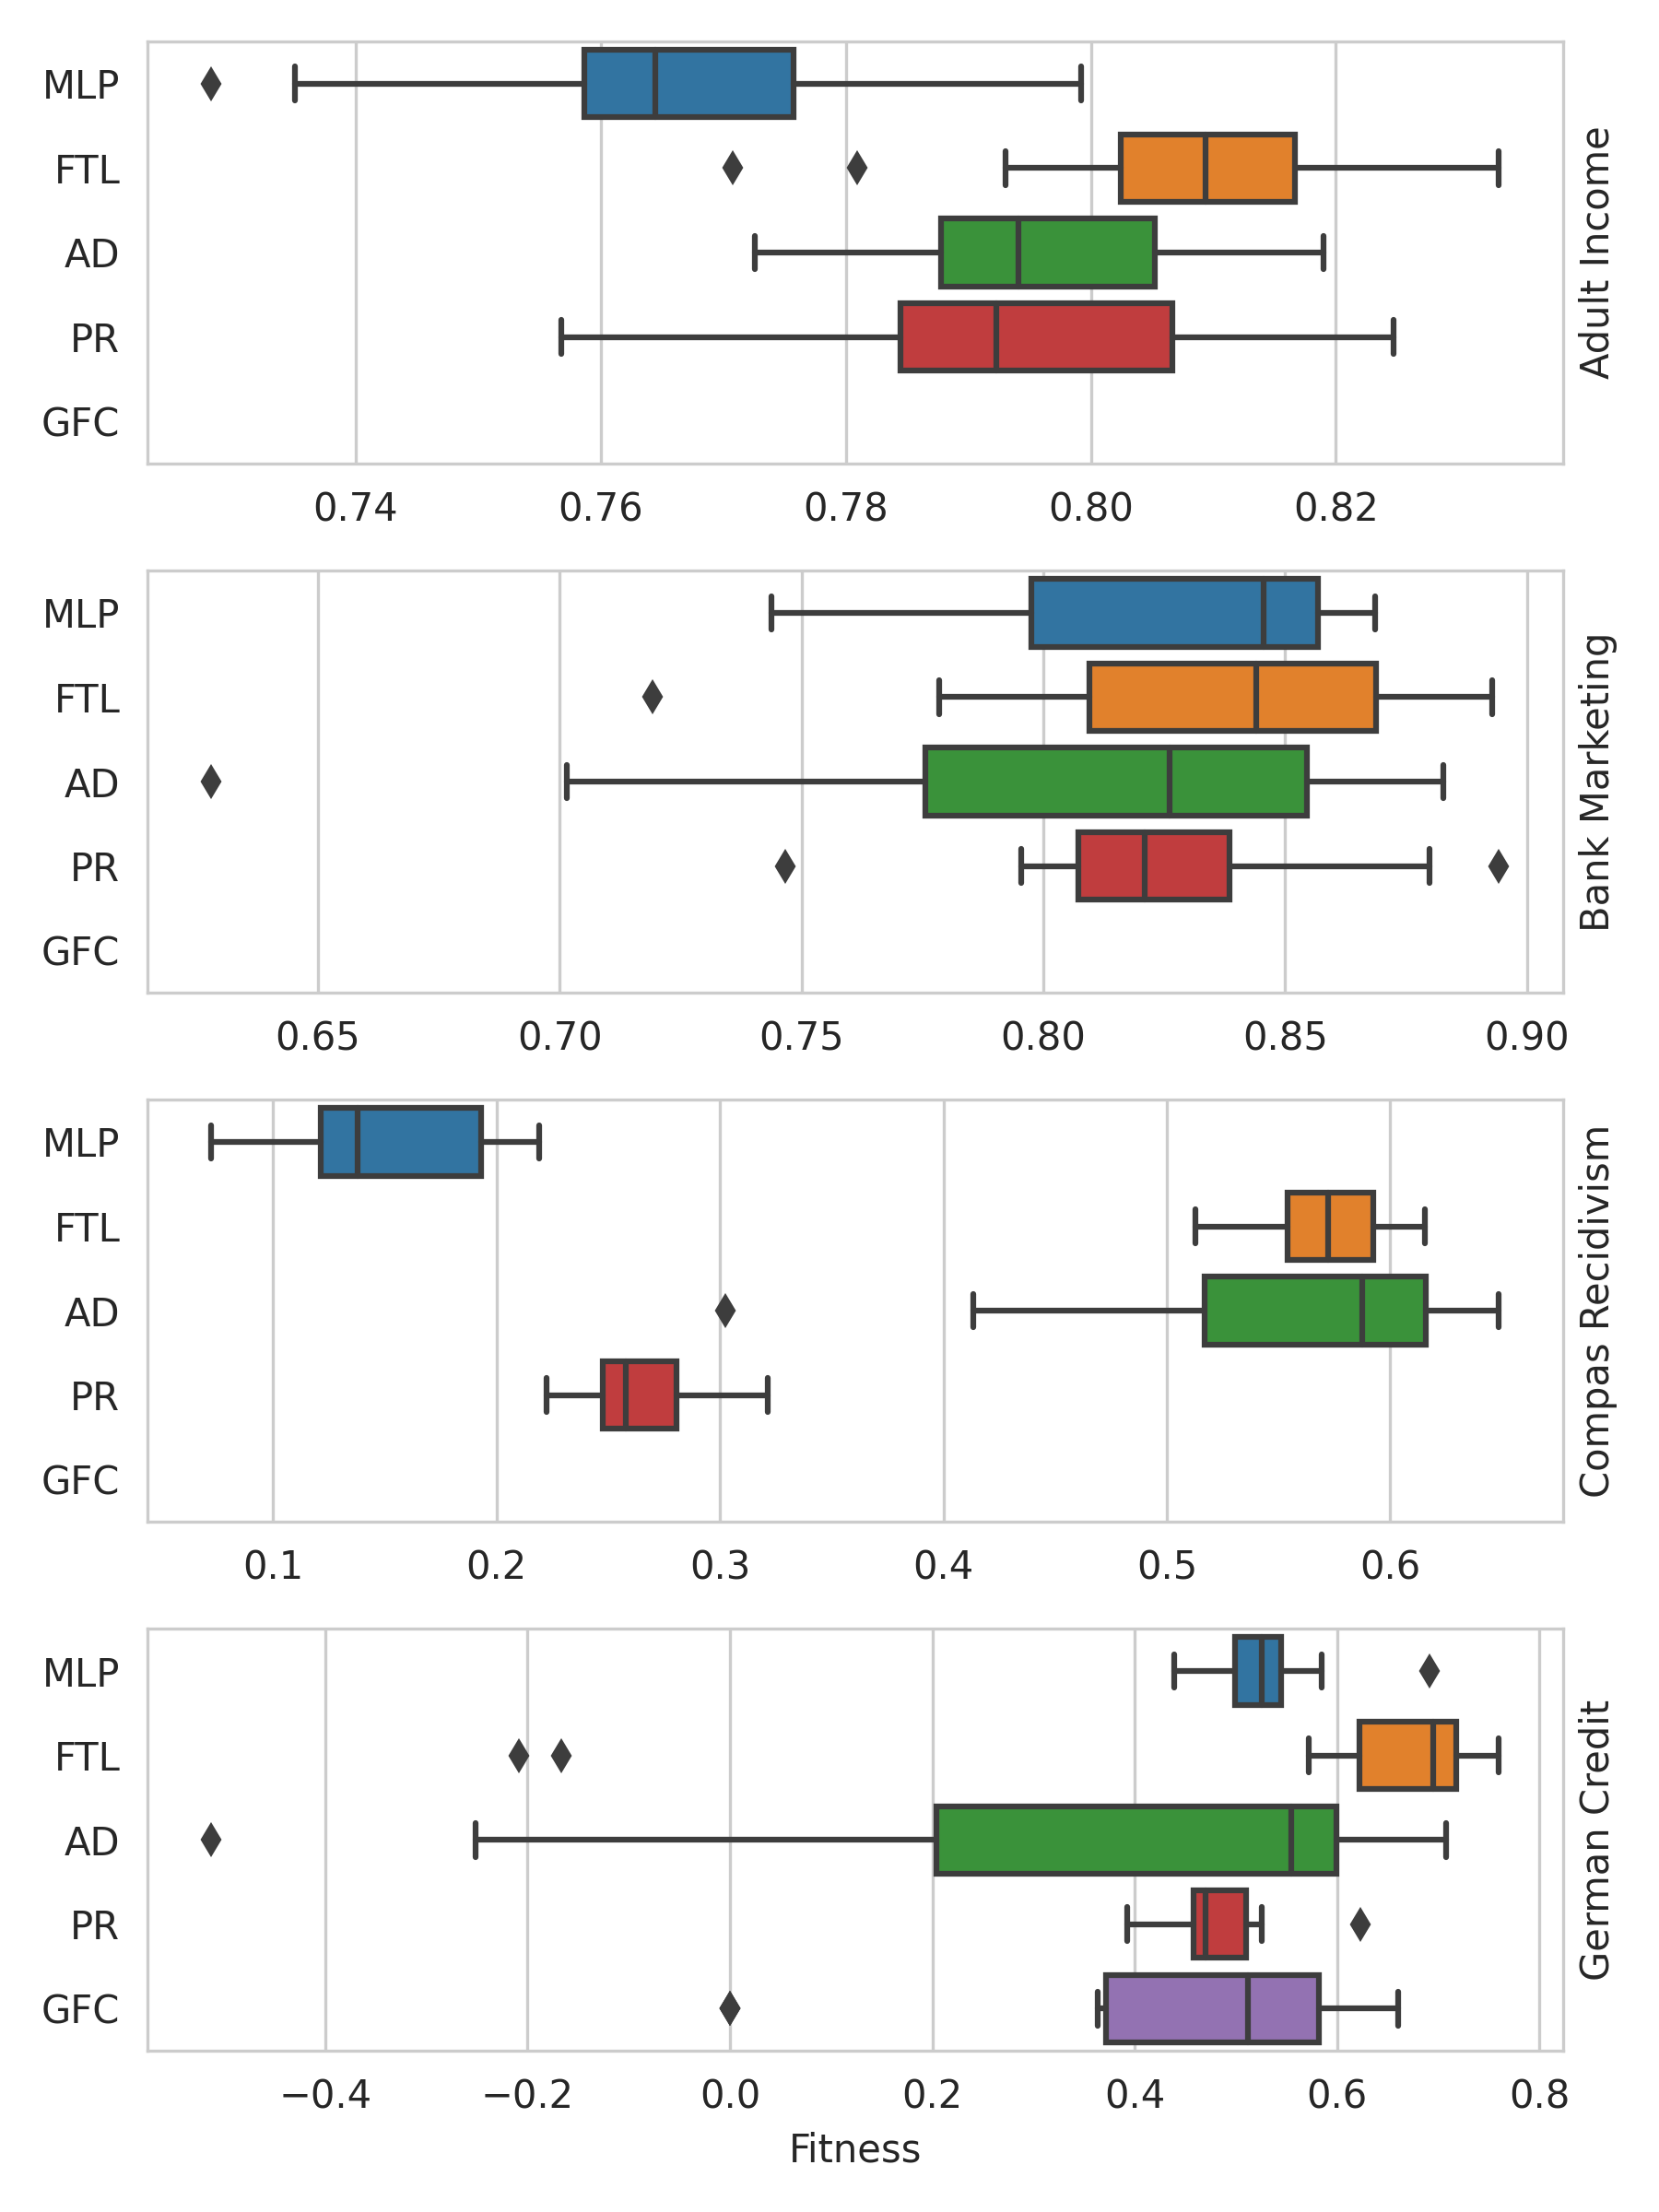 MLP
FTL
AD
PR
GFC
Adult Income
0.74 0.76 0.78 0.80 0.82
MLP
FTL
AD
PR
GFC
Bank Marketing
0.65 0.70 0.75 0.80 0.85 0.90
MLP
FTL
AD
PR
GFC
Compas Recidivism
0.1 0.2 0.3 0.4 0.5 0.6
MLP
FTL
AD
PR
GFC
German Credit
−0.4 −0.2 0.0 0.2 0.4 0.6 0.8
Fitness